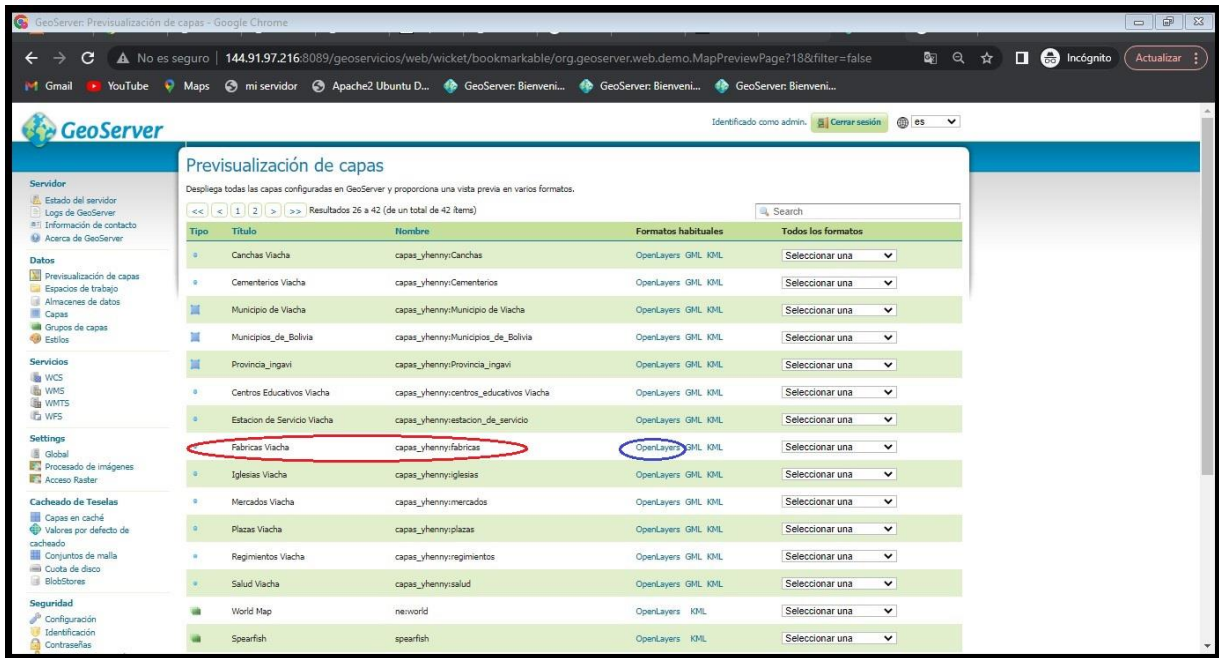 GeoServer: Previsualización de capas - Google Chrome
No es seguro | 144.91.97.216:8089/geoservicios/web/wicket/bookmarkable/org.geoserver.web.demo.MapPreviewPage?18&filter=false
Incógnito
Actualizar
Gmail YouTube Maps mi servidor Apache2 Ubuntu D... GeoServer: Bienveni... GeoServer: Bienveni... GeoServer: Bienveni...
GeoServer
Identificado como admin. Cerrar sesión es
Servidor
Estado del servidor
Logs de GeoServer
Información de contacto
Acerca de GeoServer
Datos
Previsualización de capas
Espacios de trabajo
Almacenes de datos
Capas
Grupos de capas
Estilos
Servicios
WCS
WMS
WMTS
WFS
Settings
Global
Procesado de imágenes
Acceso Raster
Cacheado de Teselas
Capas en caché
Valores por defecto de
cacheado
Conjuntos de malla
Cuota de disco
BlobStores
Seguridad
Configuración
Identificación
Contraseñas
Previsualización de capas
Despliega todas las capas configuradas en GeoServer y proporciona una vista previa en varios formatos.
<< < 1 2 > >> Resultados 26 a 42 (de un total de 42 ítems) Search
Tipo Título Nombre Formatos habituales Todos los formatos
Canchas Viacha capas_yhenny:Canchas OpenLayers GML KML Seleccionar una
Cementerios Viacha capas_yhenny:Cementerios OpenLayers GML KML Seleccionar una
Municipio de Viacha capas_yhenny:Municipio de Viacha OpenLayers GML KML Seleccionar una
Municipios_de_Bolivia capas_yhenny:Municipios_de_Bolivia OpenLayers GML KML Seleccionar una
Provincia_ingavi capas_yhenny:Provincia_ingavi OpenLayers GML KML Seleccionar una
Centros Educativos Viacha capas_yhenny:centros_educativos Viacha OpenLayers GML KML Seleccionar una
Estacion de Servicio Viacha capas_yhenny:estacion_de_servicio OpenLayers GML KML Seleccionar una
Fabricas Viacha capas_yhenny:fabricas OpenLayers GML KML Seleccionar una
Iglesias Viacha capas_yhenny:iglesias OpenLayers GML KML Seleccionar una
Mercados Viacha capas_yhenny:mercados OpenLayers GML KML Seleccionar una
Plazas Viacha capas_yhenny:plazas OpenLayers GML KML Seleccionar una
Regimientos Viacha capas_yhenny:regimientos OpenLayers GML KML Seleccionar una
Salud Viacha capas_yhenny:salud OpenLayers GML KML Seleccionar una
World Map ne:world OpenLayers KML Seleccionar una
Spearfish spearfish OpenLayers KML Seleccionar una